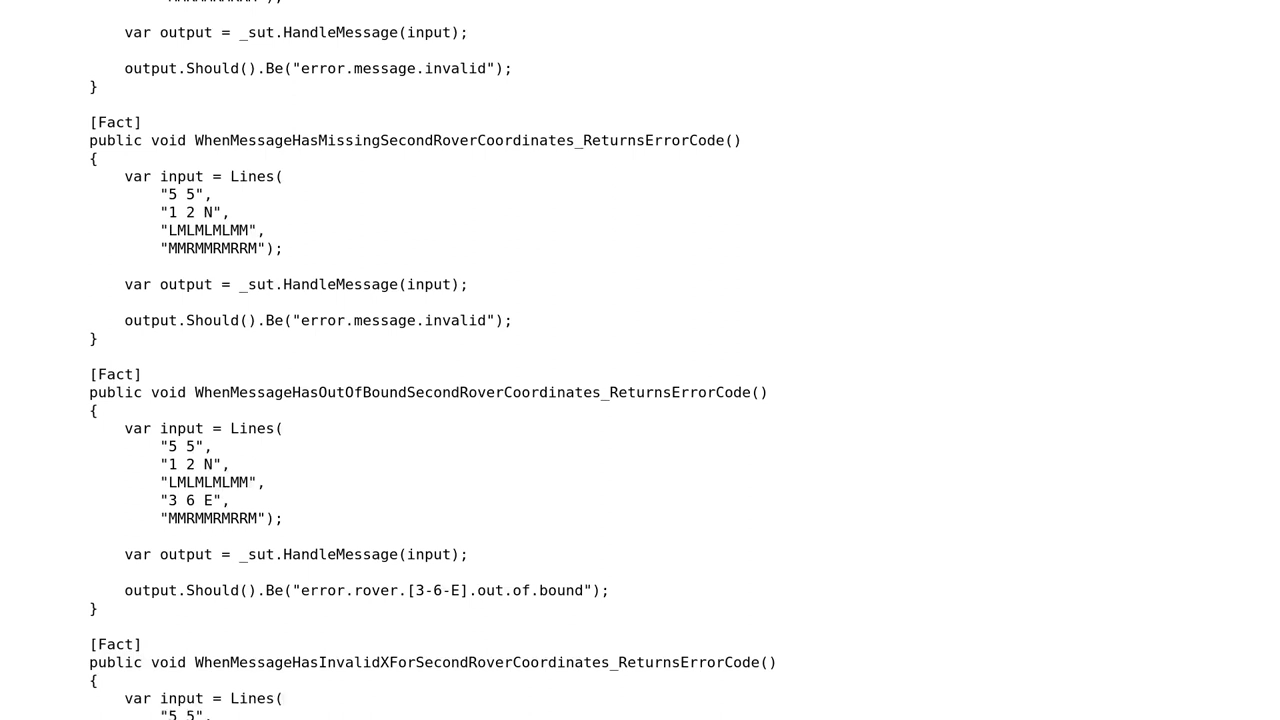 var output = _sut.HandleMessage(input);
output.Should().Be("error.message.invalid");
}
[Fact]
public void WhenMessageHasMissingSecondRoverCoordinates_ReturnsErrorCode()
{
var input = Lines(
"5 5",
"1 2 N",
"LMLMLMLMM",
"MMRMMRMRRM");
var output = _sut.HandleMessage(input);
output.Should().Be("error.message.invalid");
}
[Fact]
public void WhenMessageHasOutOfBoundSecondRoverCoordinates_ReturnsErrorCode()
{
var input = Lines(
"5 5",
"1 2 N",
"LMLMLMLMM",
"3 6 E",
"MMRMMRMRRM");
var output = _sut.HandleMessage(input);
output.Should().Be("error.rover.[3-6-E].out.of.bound");
}
[Fact]
public void WhenMessageHasInvalidXForSecondRoverCoordinates_ReturnsErrorCode()
{
var input = Lines(
"5 5",